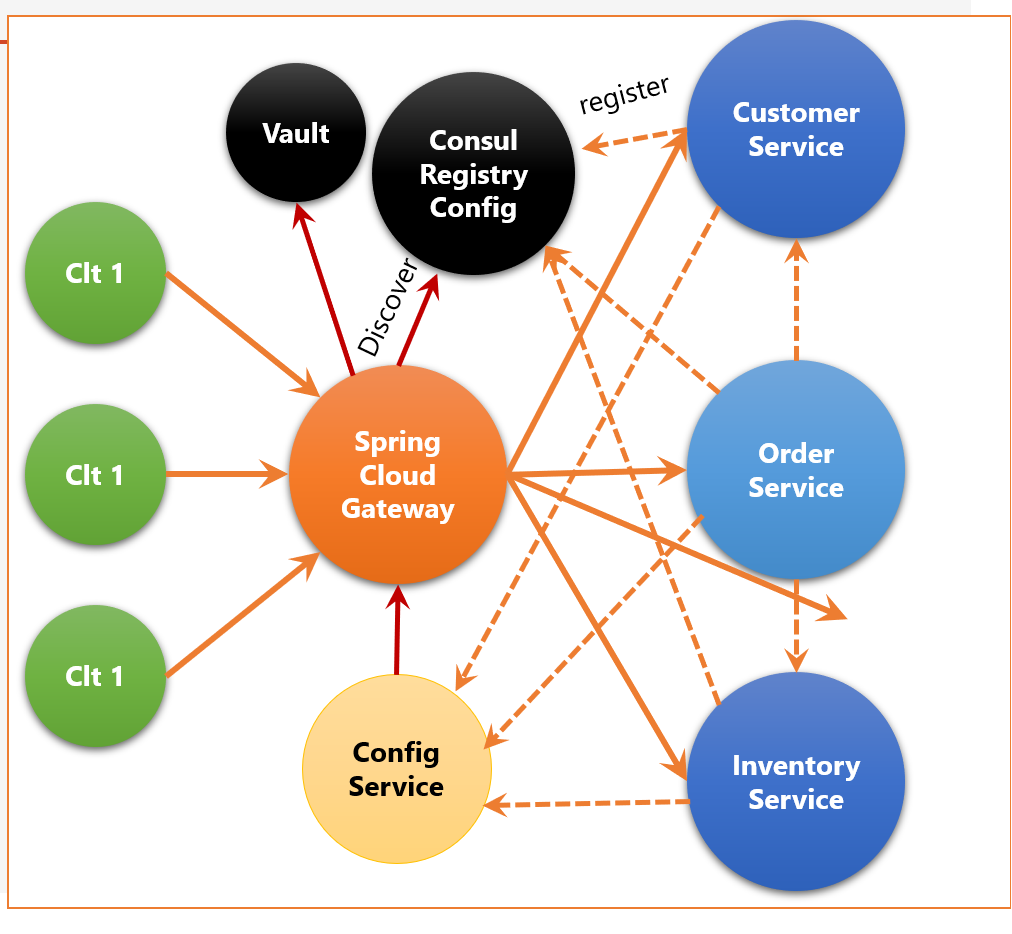 register
Customer
Service
Vault
Consul
Registry
Config
Clt 1
Discover
Spring
Cloud
Gateway
Order
Service
Clt 1
Clt 1
Config
Service
Inventory
Service